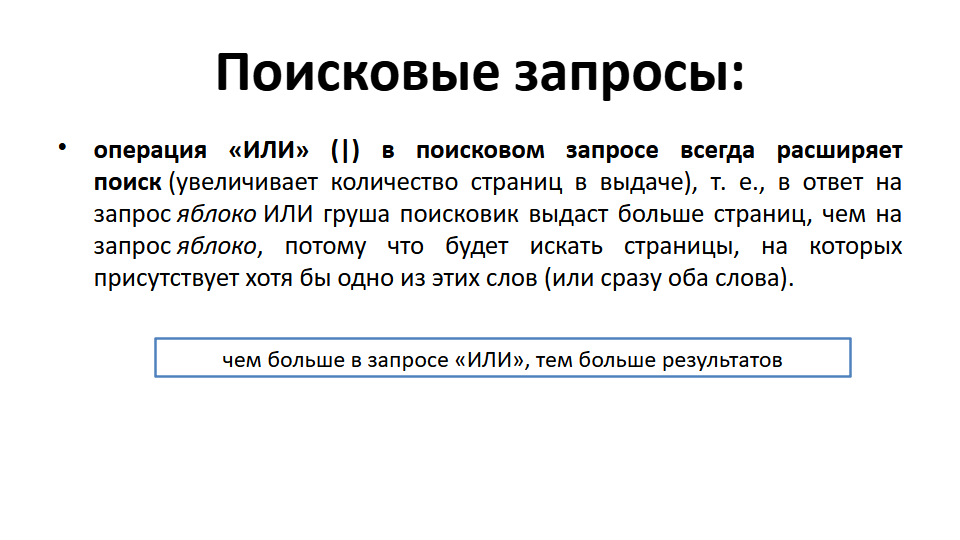 Поисковые запросы:
• операция «ИЛИ» (|) в поисковом запросе всегда расширяет
поиск (увеличивает количество страниц в выдаче), т. е., в ответ на
запрос яблоко ИЛИ груша поисковик выдаст больше страниц, чем на
запрос яблоко, потому что будет искать страницы, на которых
присутствует хотя бы одно из этих слов (или сразу оба слова).
чем больше в запросе «ИЛИ», тем больше результатов